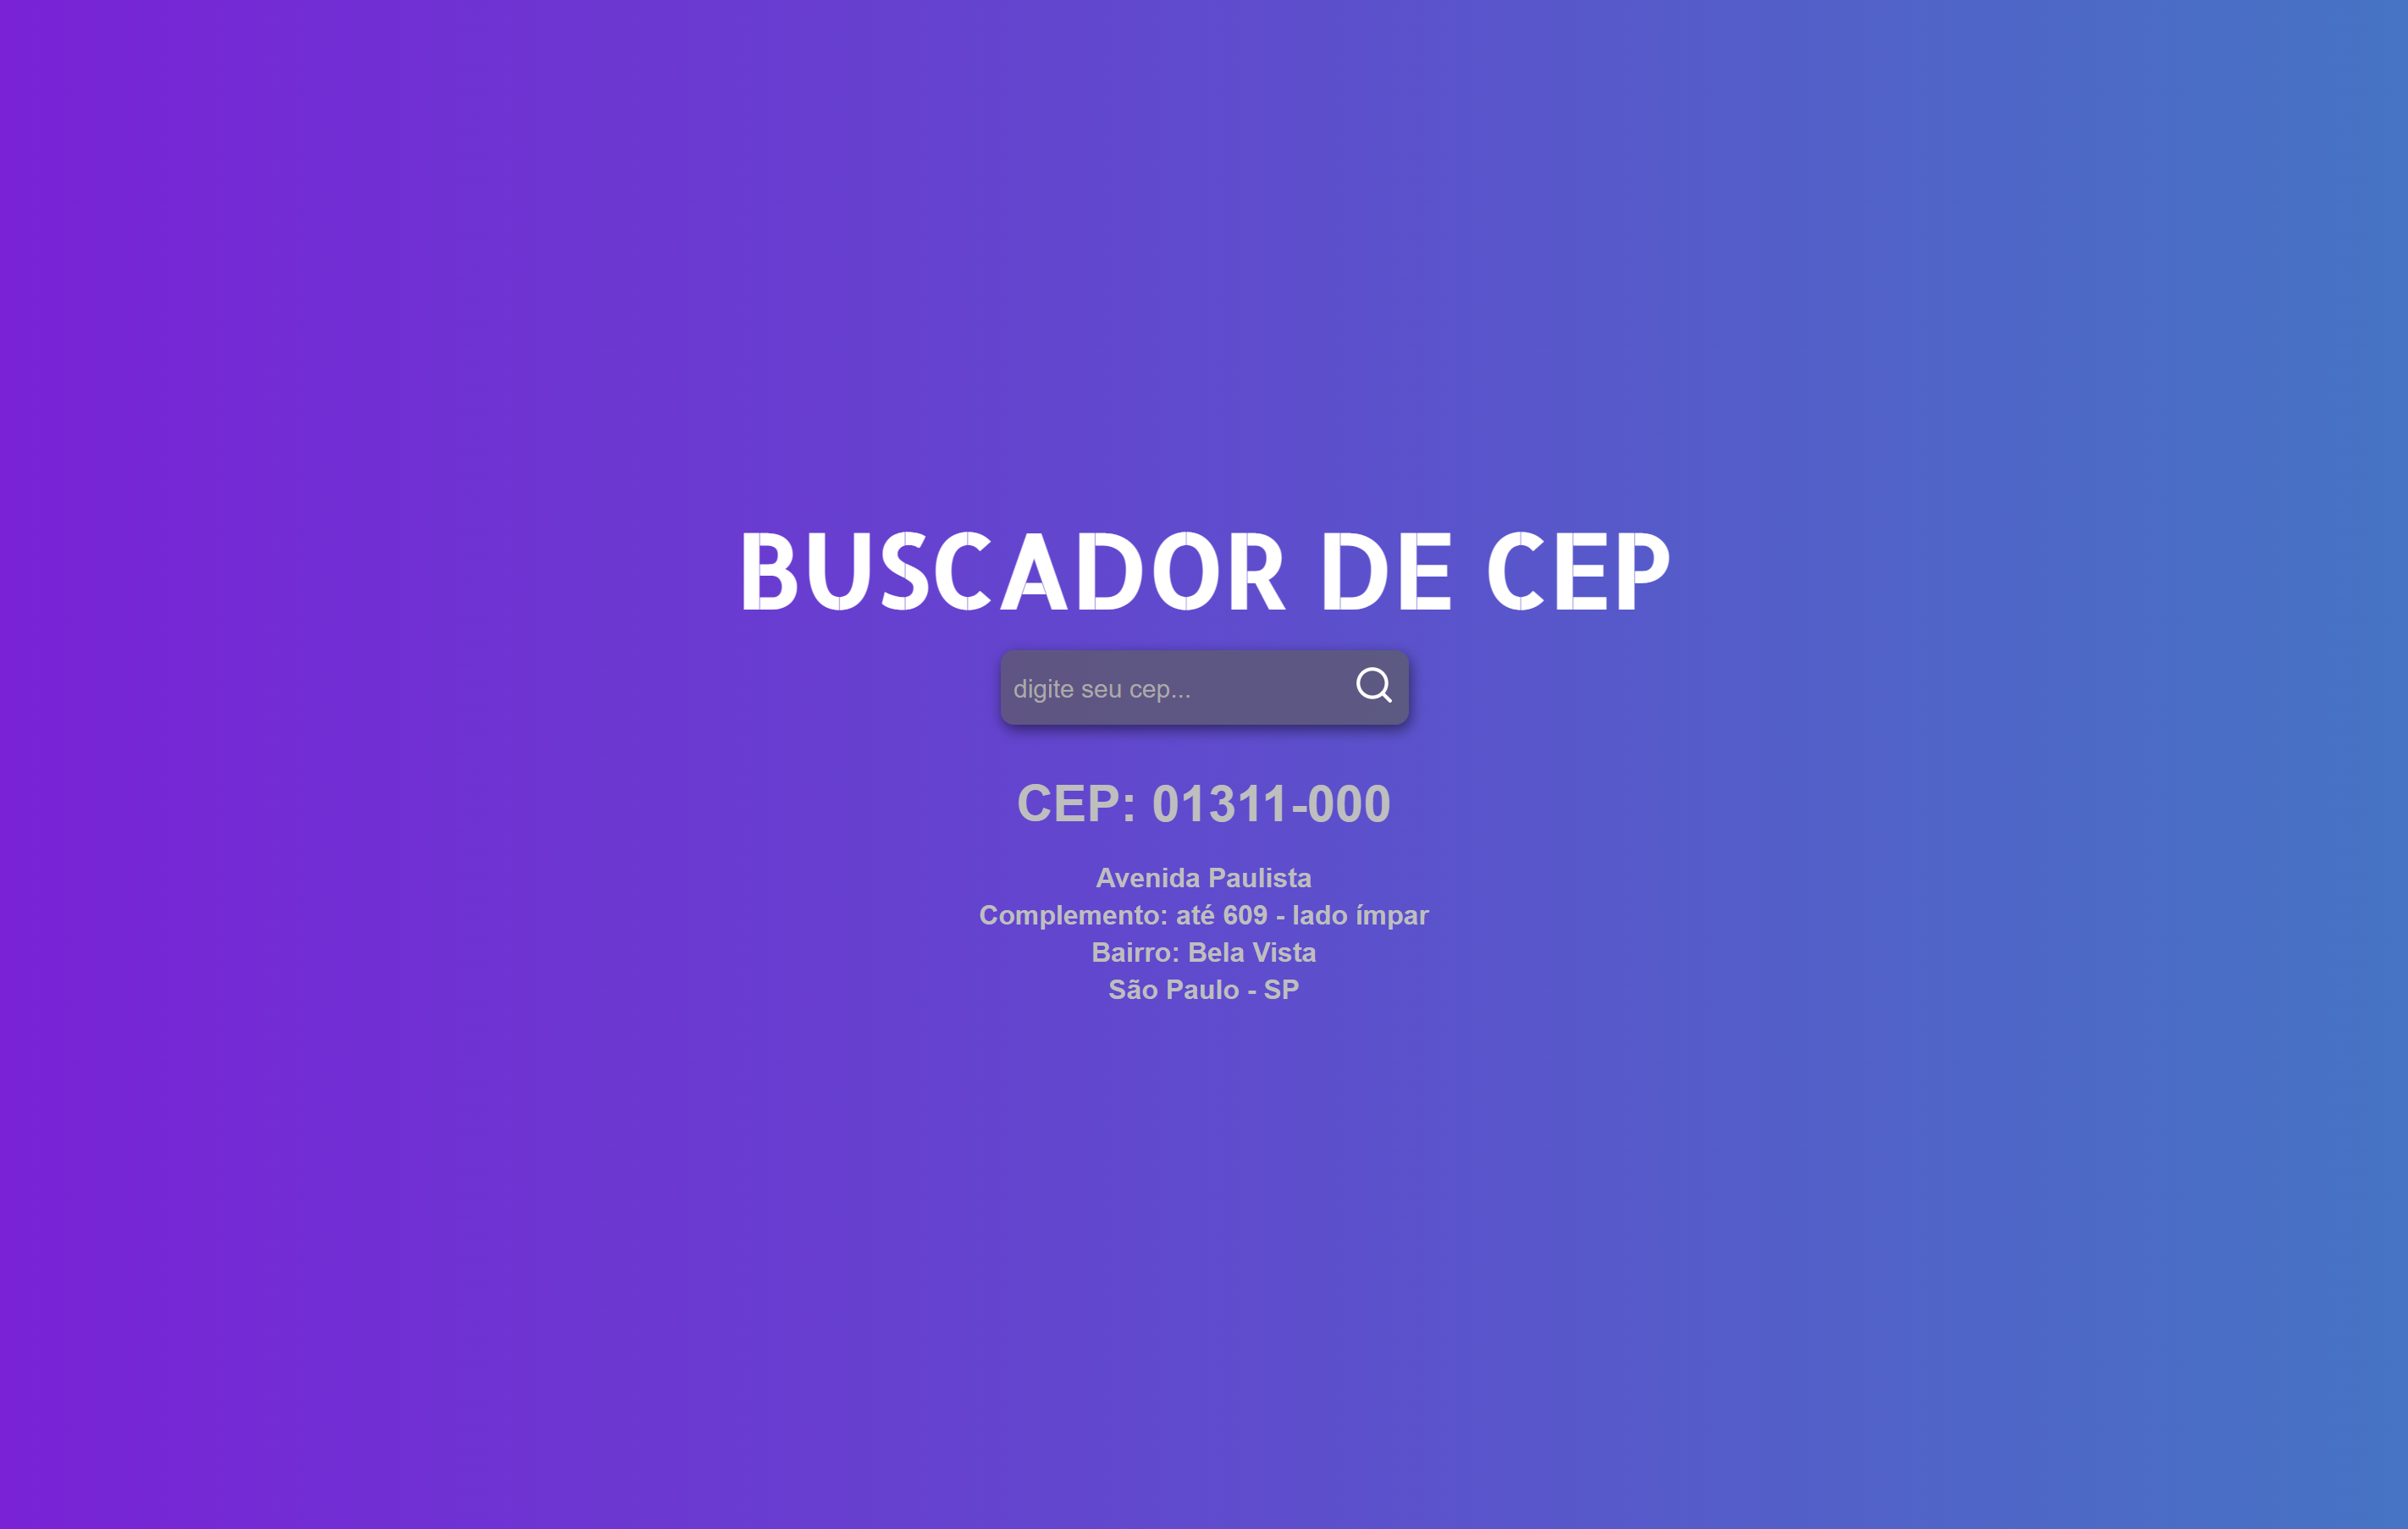 BUSCADOR DE CEP
digite seu cep...
CEP: 01311-000
Avenida Paulista
Complemento: até 609 - lado ímpar
Bairro: Bela Vista
São Paulo - SP